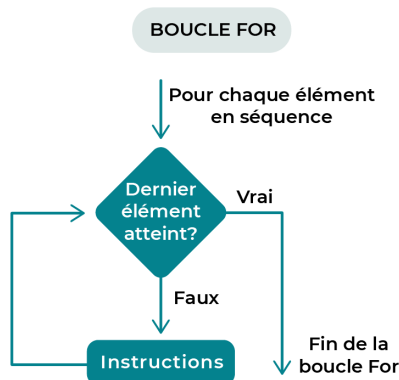 BOUCLE FOR
Pour chaque élément
en séquence
Dernier
élément
atteint?
Vrai
Faux
Instructions
Fin de la
boucle For